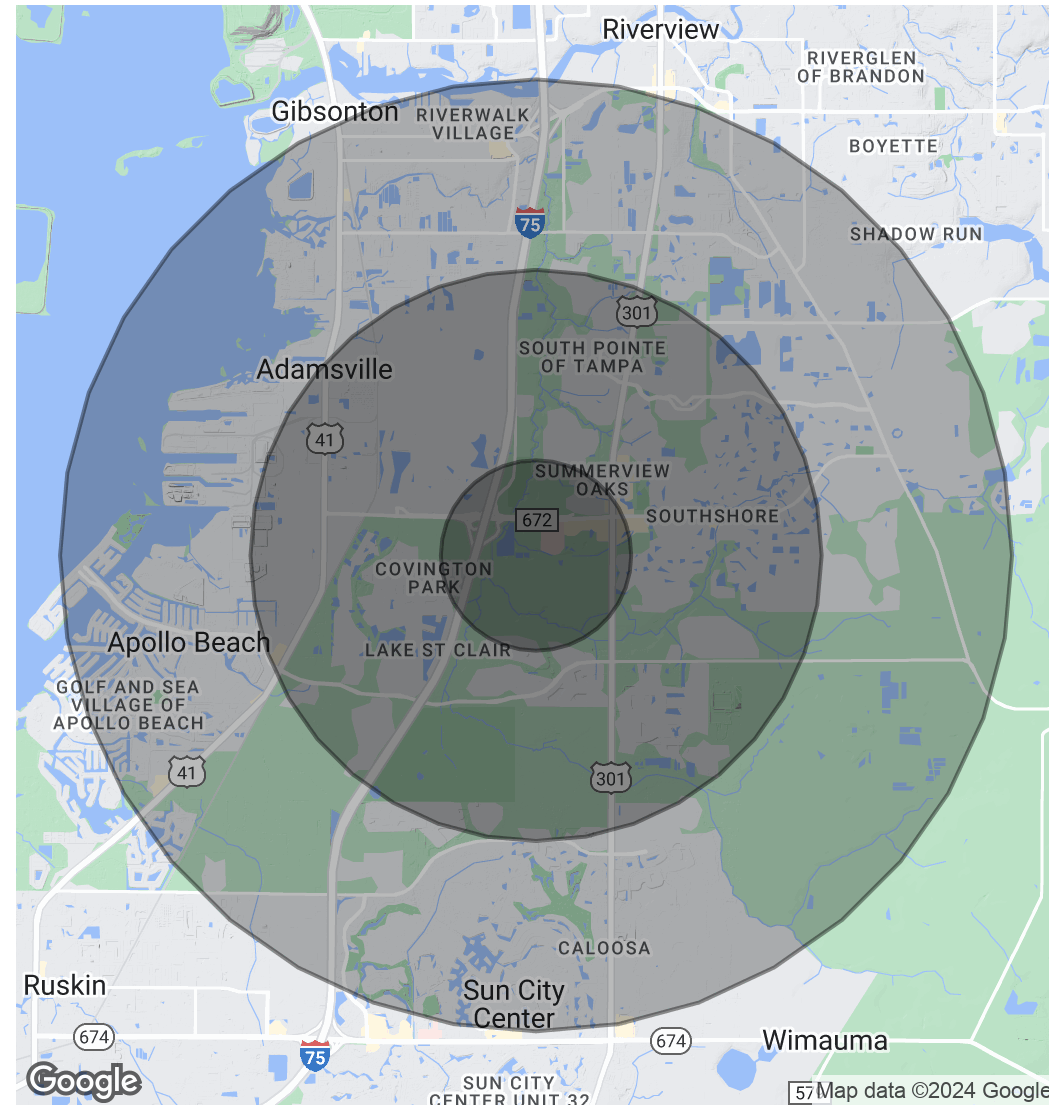 Riverview
RIVERGLEN
OF BRANDON
Gibsonton
RIVERWALK
VILLAGE
BOYETTE
75
SHADOW RUN
301
SOUTH POINTE
OF TAMPA
Adamsville
41
SUMMERVIEW
OAKS
672
SOUTHSHORE
COVINGTON
PARK
Apollo Beach
LAKE ST CLAIR
GOLF AND SEA
VILLAGE OF
APOLLO BEACH
41
301
CALOOSA
Ruskin
Sun City
Center
674
674
Wimauma
75
Google
SUN CITY
CENTER UNIT 32
Map data ©2024 Google